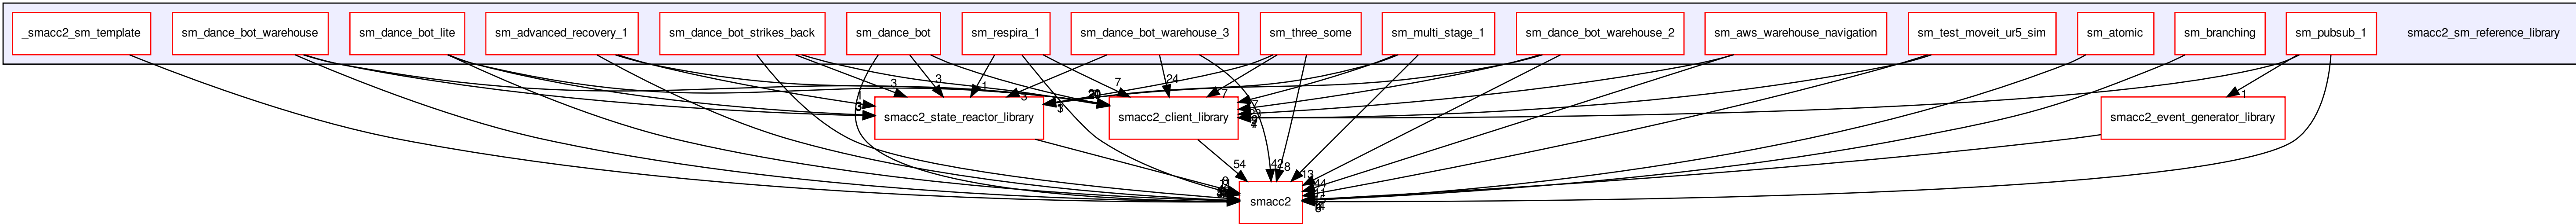 _smacc2_sm_template
sm_dance_bot_warehouse
sm_dance_bot_lite
sm_advanced_recovery_1
sm_dance_bot_strikes_back
sm_dance_bot
sm_respira_1
sm_dance_bot_warehouse_3
sm_three_some
sm_multi_stage_1
sm_dance_bot_warehouse_2
sm_aws_warehouse_navigation
sm_test_moveit_ur5_sim
sm_atomic
sm_branching
sm_pubsub_1
smacc2_sm_reference_library
3
3
1
3
7
24
7
1
smacc2_state_reactor_library
smacc2_client_library
smacc2_event_generator_library
54
42
8
13
smacc2